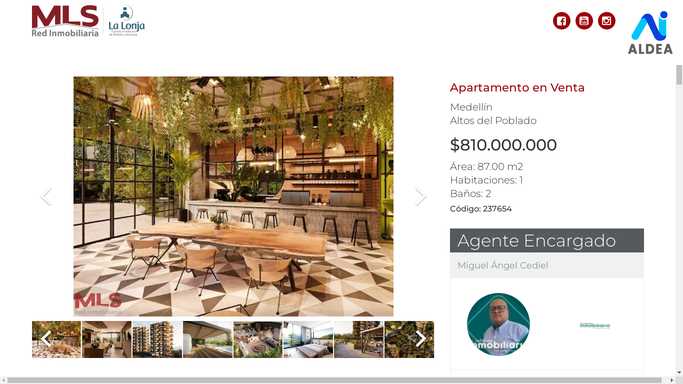 MLS
Red Inmobiliaria
La Lonja
ALDEA
Apartamento en Venta
Medellín
Altos del Poblado
$810.000.000
Área: 87.00 m2
Habitaciones: 1
Baños: 2
Código: 237654
MLS
Agente Encargado
Miguel Ángel Cediel